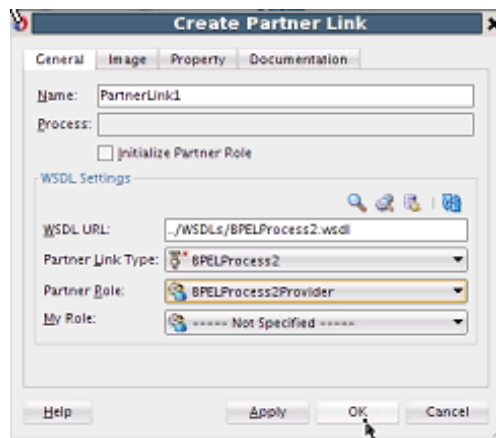 Create Partner Link
General Image Property Documentation
Name: PartnerLink1
Process:
Initialize Partner Role
WSDL Settings
WSDL URL: ../WSDLs/BPELProcess2.wsdl
Partner Link Type: BPELProcess2
Partner Role: BPELProcess2Provider
My Role: ----- Not Specified -----
Help Apply OK Cancel